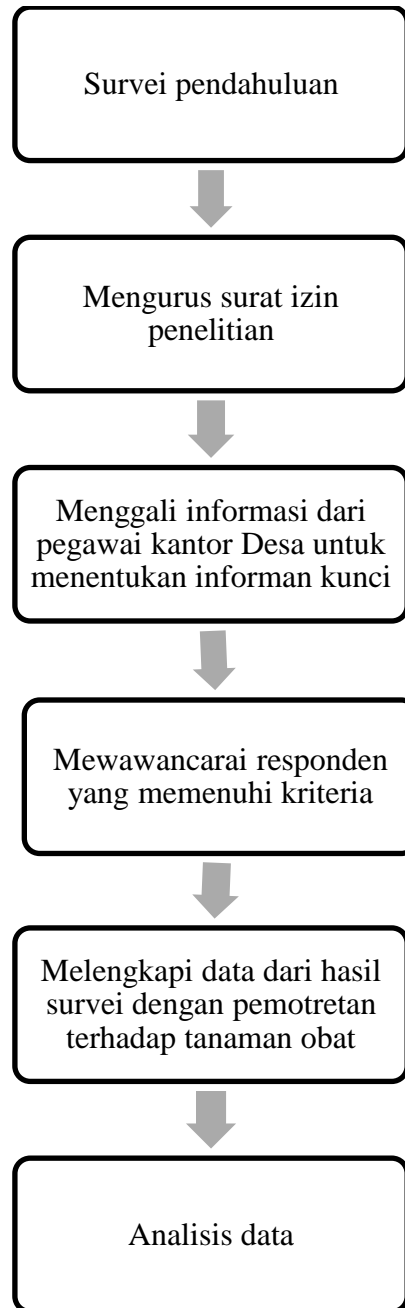 Survei pendahuluan
Mengurus surat izin
penelitian
Menggali informasi dari
pegawai kantor Desa untuk
menentukan informan kunci
Mewawancarai responden
yang memenuhi kriteria
Melengkapi data dari hasil
survei dengan pemotretan
terhadap tanaman obat
Analisis data